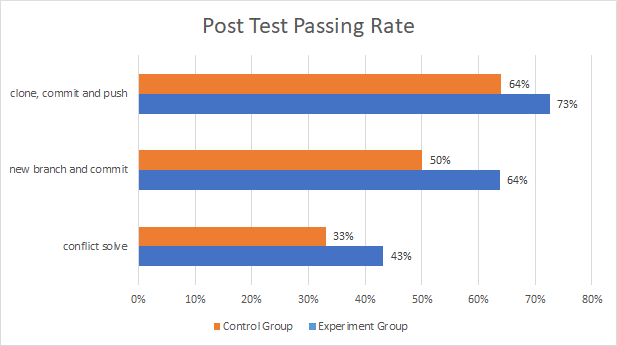 Post Test Passing Rate
clone, commit and push
64%
73%
new branch and commit
50%
64%
conflict solve
33%
43%
0% 10% 20% 30% 40% 50% 60% 70% 80%
Control Group Experiment Group